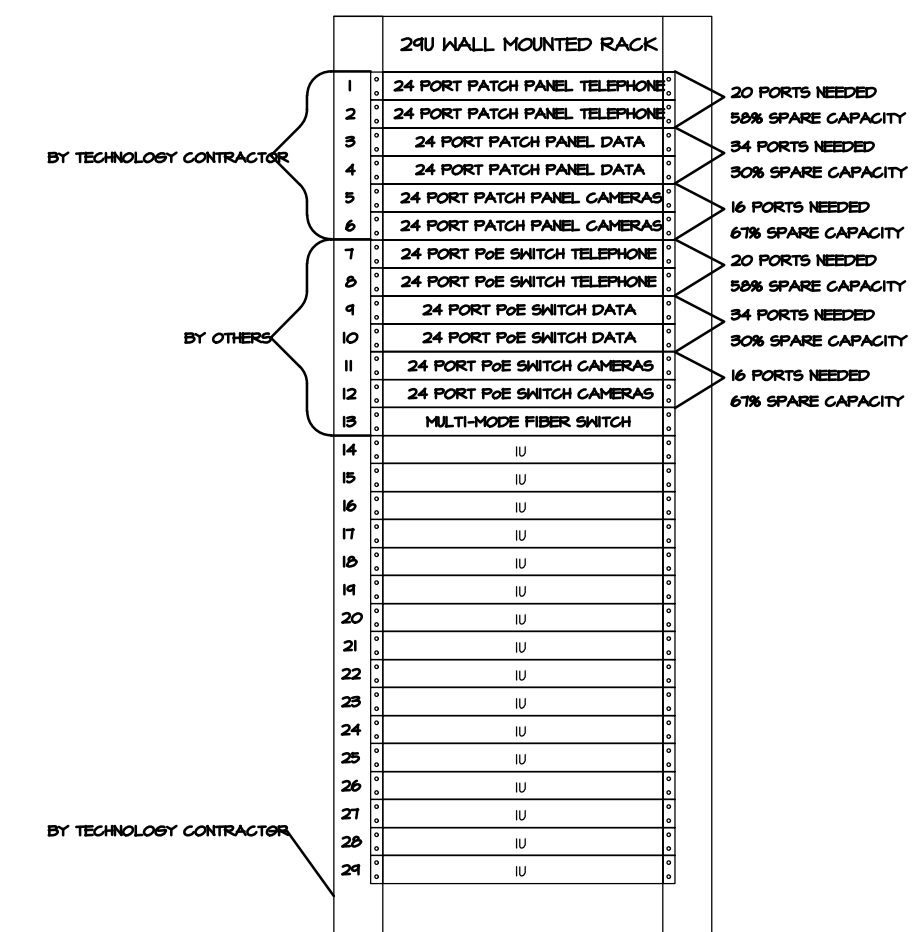 29U WALL MOUNTED RACK
1 24 PORT PATCH PANEL TELEPHONE
20 PORTS NEEDED
2 24 PORT PATCH PANEL TELEPHONE
58% SPARE CAPACITY
3 24 PORT PATCH PANEL DATA
34 PORTS NEEDED
BY TECHNOLOGY CONTRACTOR
4 24 PORT PATCH PANEL DATA
30% SPARE CAPACITY
5 24 PORT PATCH PANEL CAMERAS
16 PORTS NEEDED
6 24 PORT PATCH PANEL CAMERAS
67% SPARE CAPACITY
7 24 PORT PoE SWITCH TELEPHONE
20 PORTS NEEDED
8 24 PORT PoE SWITCH TELEPHONE
58% SPARE CAPACITY
9 24 PORT PoE SWITCH DATA
34 PORTS NEEDED
BY OTHERS
10 24 PORT PoE SWITCH DATA
30% SPARE CAPACITY
11 24 PORT PoE SWITCH CAMERAS
16 PORTS NEEDED
12 24 PORT PoE SWITCH CAMERAS
67% SPARE CAPACITY
13 MULTI-MODE FIBER SWITCH
14 1U
15 1U
16 1U
17 1U
18 1U
19 1U
20 1U
21 1U
22 1U
23 1U
24 1U
25 1U
26 1U
27 1U
BY TECHNOLOGY CONTRACTOR
28 1U
29 1U